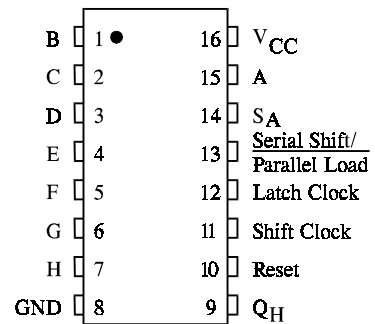 B 1 16 VCC
C 2 15 A
D 3 14 SA
E 4 13 Serial Shift/
Parallel Load
F 5 12 Latch Clock
G 6 11 Shift Clock
H 7 10 Reset
GND 8 9 QH